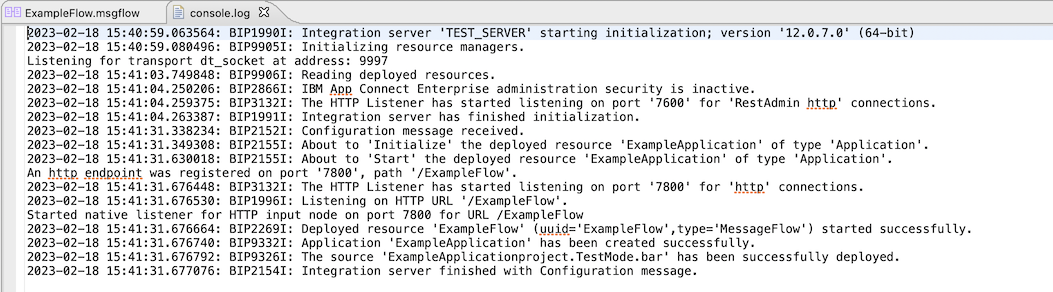 ExampleFlow.msgflow console.log
2023-02-18 15:40:59.063564: BIP1990I: Integration server 'TEST_SERVER' starting initialization; version '12.0.7.0' (64-bit)
2023-02-18 15:40:59.080496: BIP9905I: Initializing resource managers.
Listening for transport dt_socket at address: 9997
2023-02-18 15:41:03.749848: BIP9906I: Reading deployed resources.
2023-02-18 15:41:04.250206: BIP2866I: IBM App Connect Enterprise administration security is inactive.
2023-02-18 15:41:04.259375: BIP3132I: The HTTP Listener has started listening on port '7600' for 'RestAdmin http' connections.
2023-02-18 15:41:04.263387: BIP1991I: Integration server has finished initialization.
2023-02-18 15:41:31.338234: BIP2152I: Configuration message received.
2023-02-18 15:41:31.349308: BIP2155I: About to 'Initialize' the deployed resource 'ExampleApplication' of type 'Application'.
2023-02-18 15:41:31.630018: BIP2155I: About to 'Start' the deployed resource 'ExampleApplication' of type 'Application'.
An http endpoint was registered on port '7800', path '/ExampleFlow'.
2023-02-18 15:41:31.676448: BIP3132I: The HTTP Listener has started listening on port '7800' for 'http' connections.
2023-02-18 15:41:31.676530: BIP1996I: Listening on HTTP URL '/ExampleFlow'.
Started native listener for HTTP input node on port 7800 for URL /ExampleFlow
2023-02-18 15:41:31.676664: BIP2269I: Deployed resource 'ExampleFlow' (uuid='ExampleFlow',type='MessageFlow') started successfully.
2023-02-18 15:41:31.676740: BIP9332I: Application 'ExampleApplication' has been created successfully.
2023-02-18 15:41:31.676792: BIP9326I: The source 'ExampleApplicationproject.TestMode.bar' has been successfully deployed.
2023-02-18 15:41:31.677076: BIP2154I: Integration server finished with Configuration message.